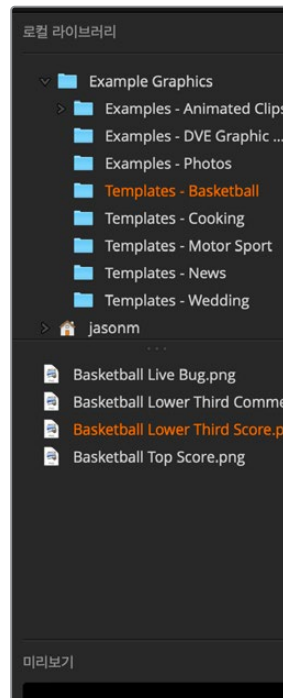 로컬 라이브러리
Example Graphics
Examples - Animated Clips
Examples - DVE Graphic ...
Examples - Photos
Templates - Basketball
Templates - Cooking
Templates - Motor Sport
Templates - News
Templates - Wedding
jasonm
Basketball Live Bug.png
Basketball Lower Third Comme
Basketball Lower Third Score.p
Basketball Top Score.png
미리보기